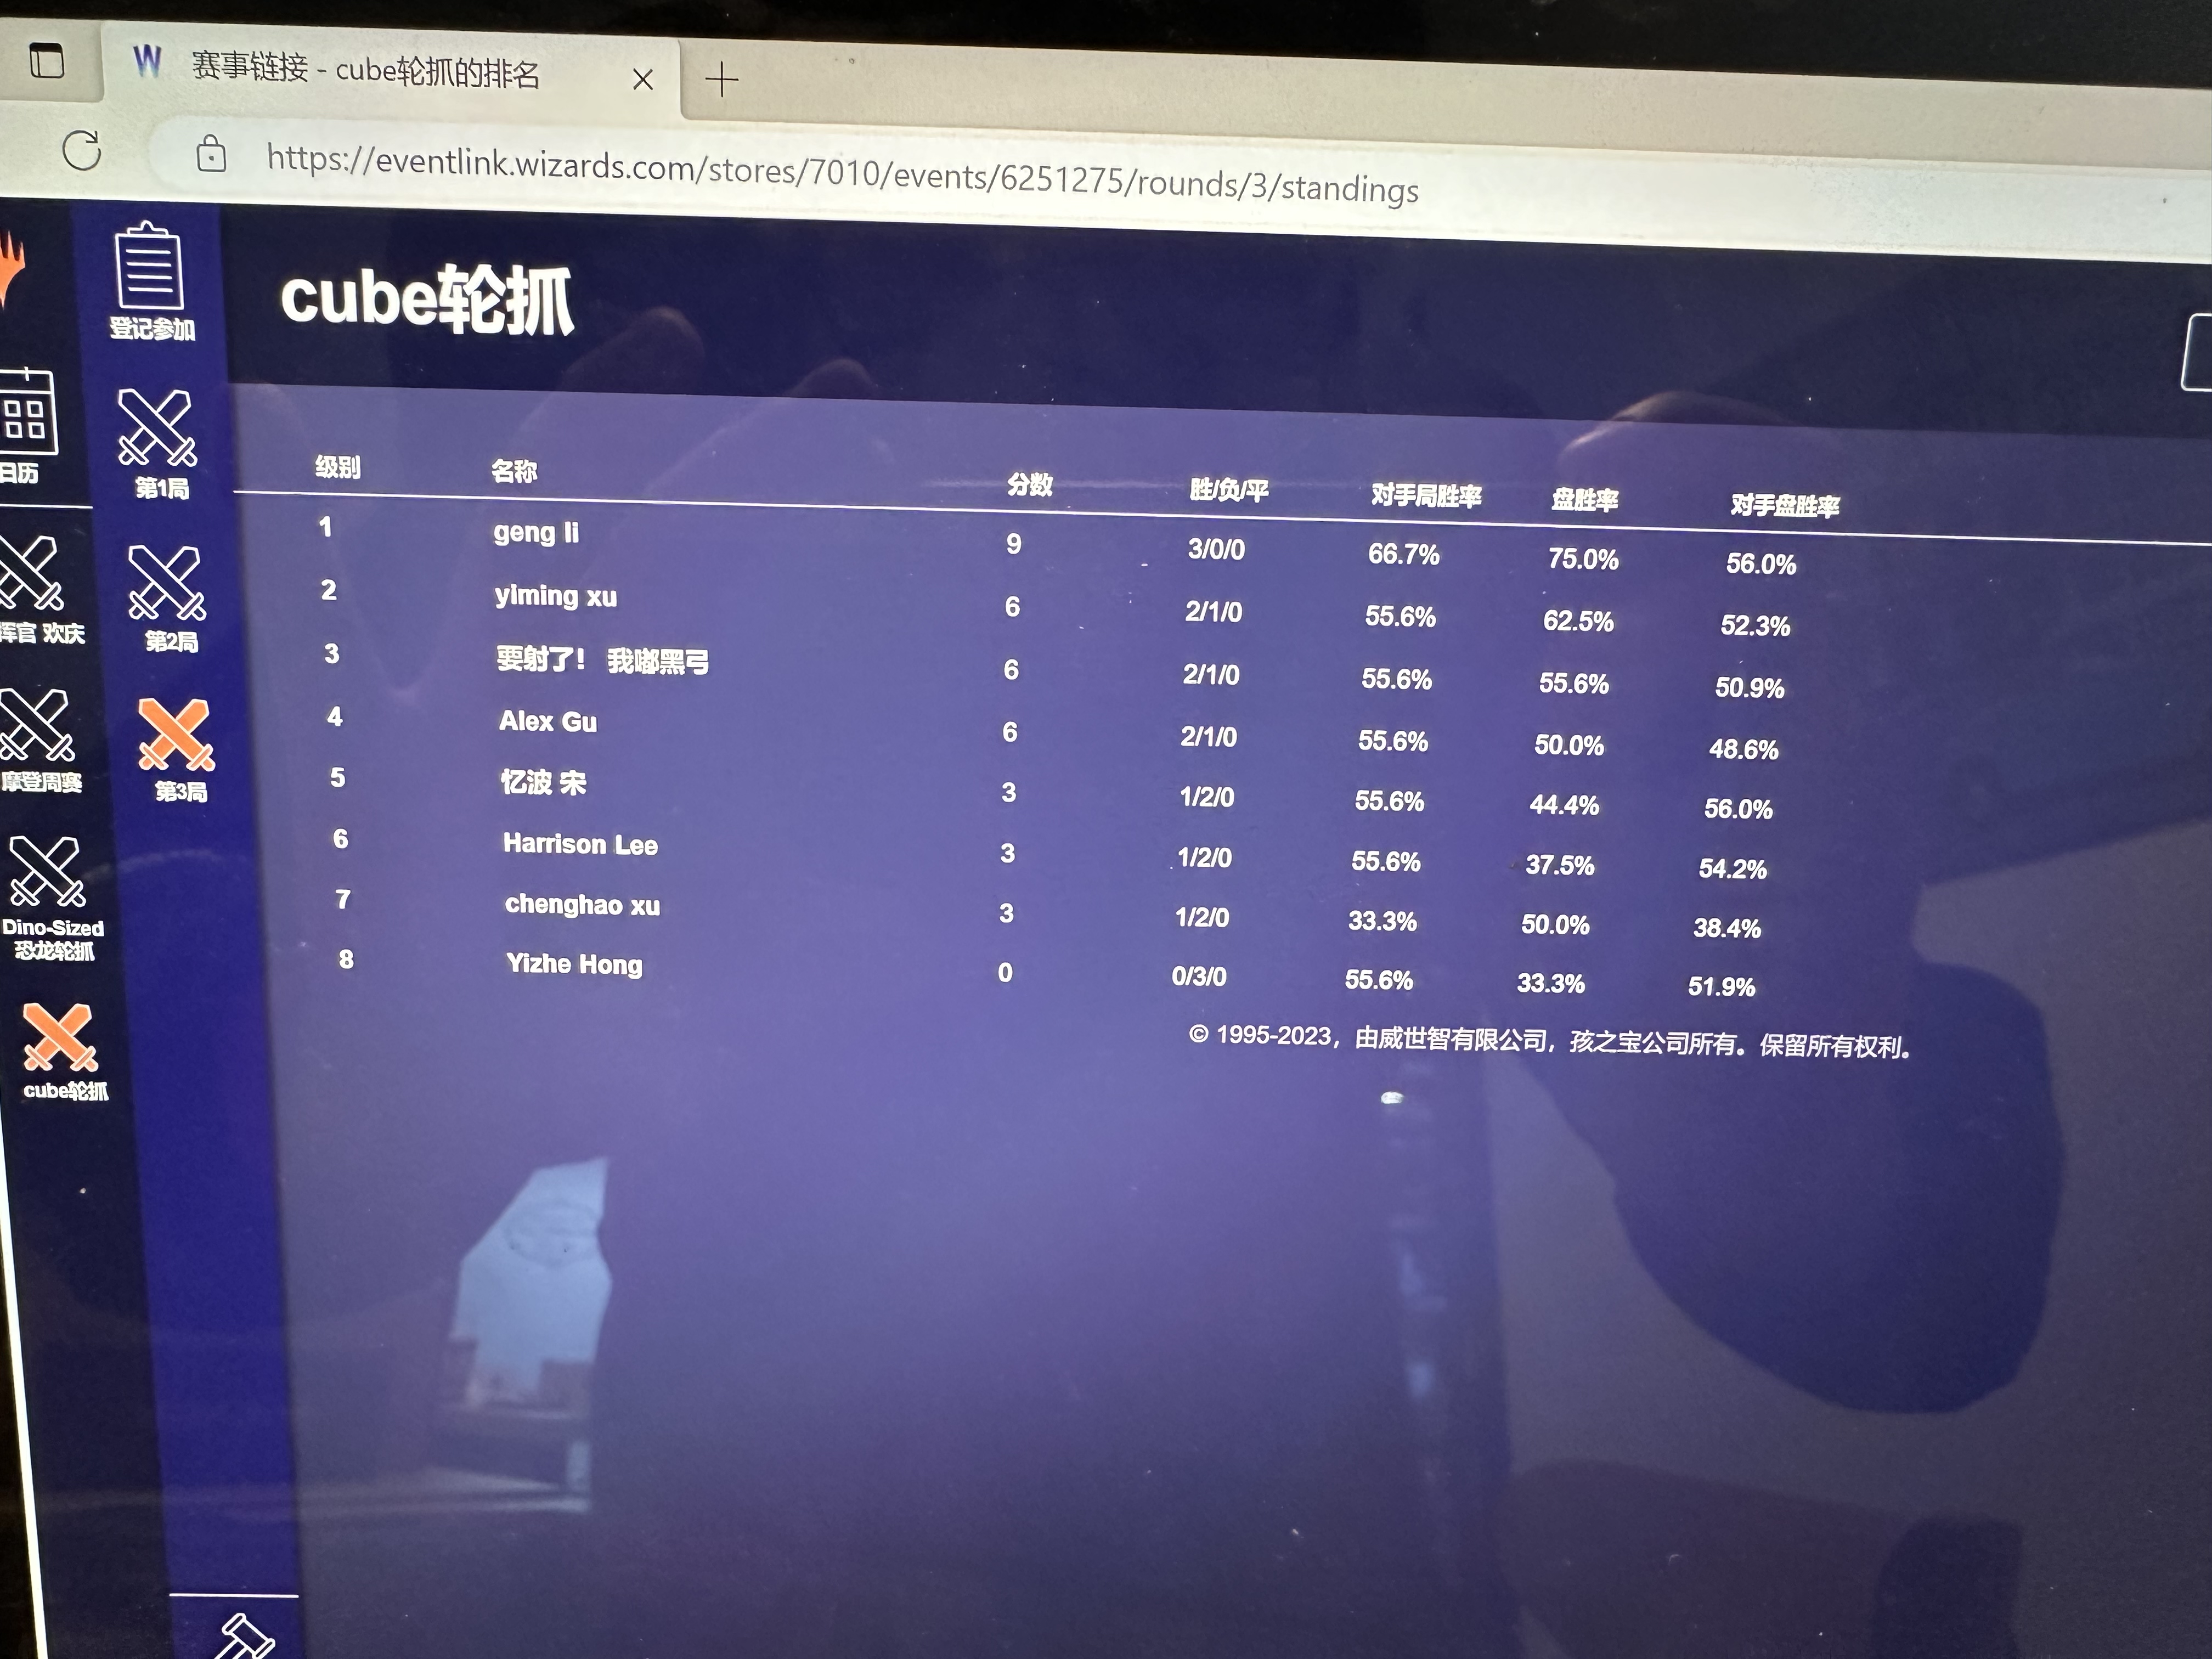 赛事链接 - cube轮抓的排名
https://eventlink.wizards.com/stores/7010/events/6251275/rounds/3/standings
cube轮抓
登记参加
日历
第1局
挥官 欢庆
第2局
摩登周赛
第3局
Dino-Sized
恐龙轮抓
cube轮抓
级别 名称 分数 胜/负/平 对手局胜率 盘胜率 对手盘胜率
1 geng li 9 3/0/0 66.7% 75.0% 56.0%
2 yiming xu 6 2/1/0 55.6% 62.5% 52.3%
3 要射了！ 我嘟黑弓 6 2/1/0 55.6% 55.6% 50.9%
4 Alex Gu 6 2/1/0 55.6% 50.0% 48.6%
5 忆波 宋 3 1/2/0 55.6% 44.4% 56.0%
6 Harrison Lee 3 1/2/0 55.6% 37.5% 54.2%
7 chenghao xu 3 1/2/0 33.3% 50.0% 38.4%
8 Yizhe Hong 0 0/3/0 55.6% 33.3% 51.9%
© 1995-2023，由威世智有限公司，孩之宝公司所有。保留所有权利。